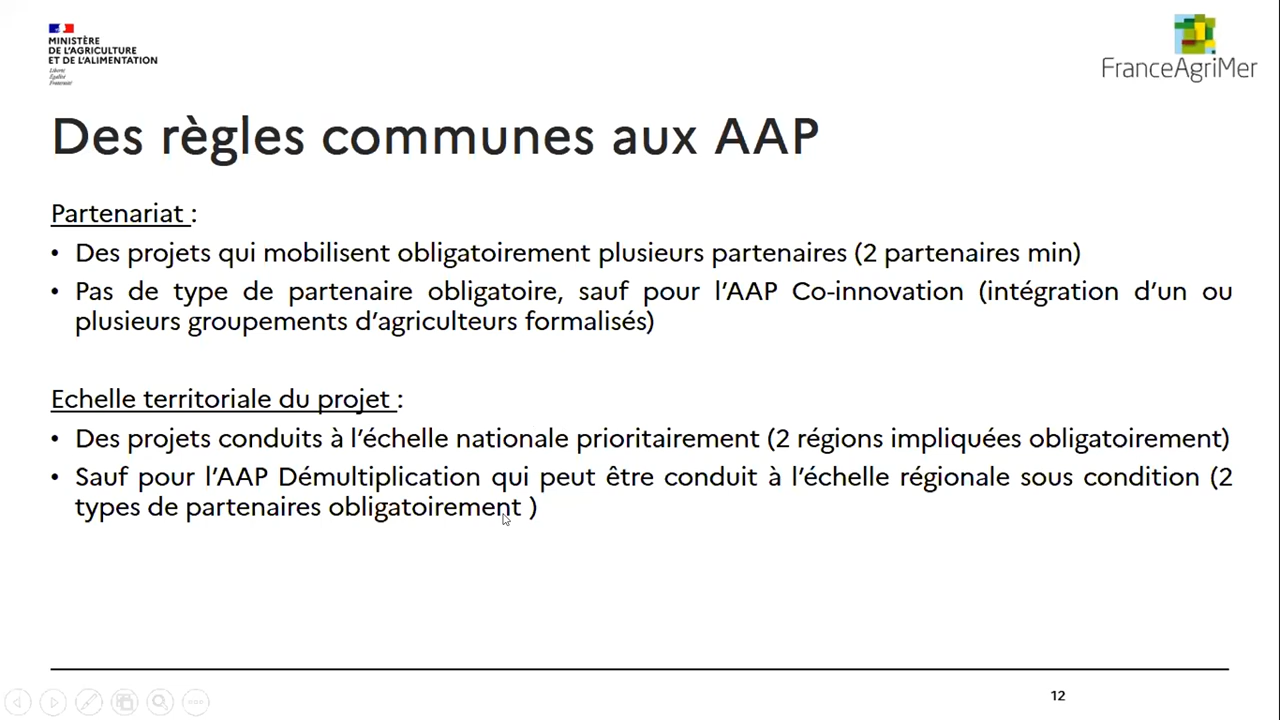 MINISTÈRE
DE L'AGRICULTURE
ET DE L'ALIMENTATION
Liberté
Égalité
Fraternité
FranceAgriMer
Des règles communes aux AAP
Partenariat :
• Des projets qui mobilisent obligatoirement plusieurs partenaires (2 partenaires min)
• Pas de type de partenaire obligatoire, sauf pour l'AAP Co-innovation (intégration d'un ou
plusieurs groupements d'agriculteurs formalisés)
Echelle territoriale du projet :
• Des projets conduits à l'échelle nationale prioritairement (2 régions impliquées obligatoirement)
• Sauf pour l'AAP Démultiplication qui peut être conduit à l'échelle régionale sous condition (2
types de partenaires obligatoirement )
12